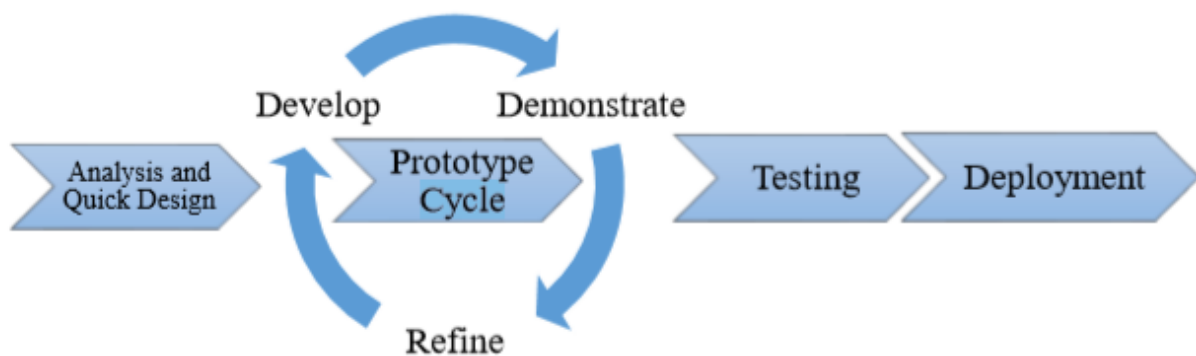 Develop
Demonstrate
Analysis and
Quick Design
Prototype
Cycle
Testing
Deployment
Refine